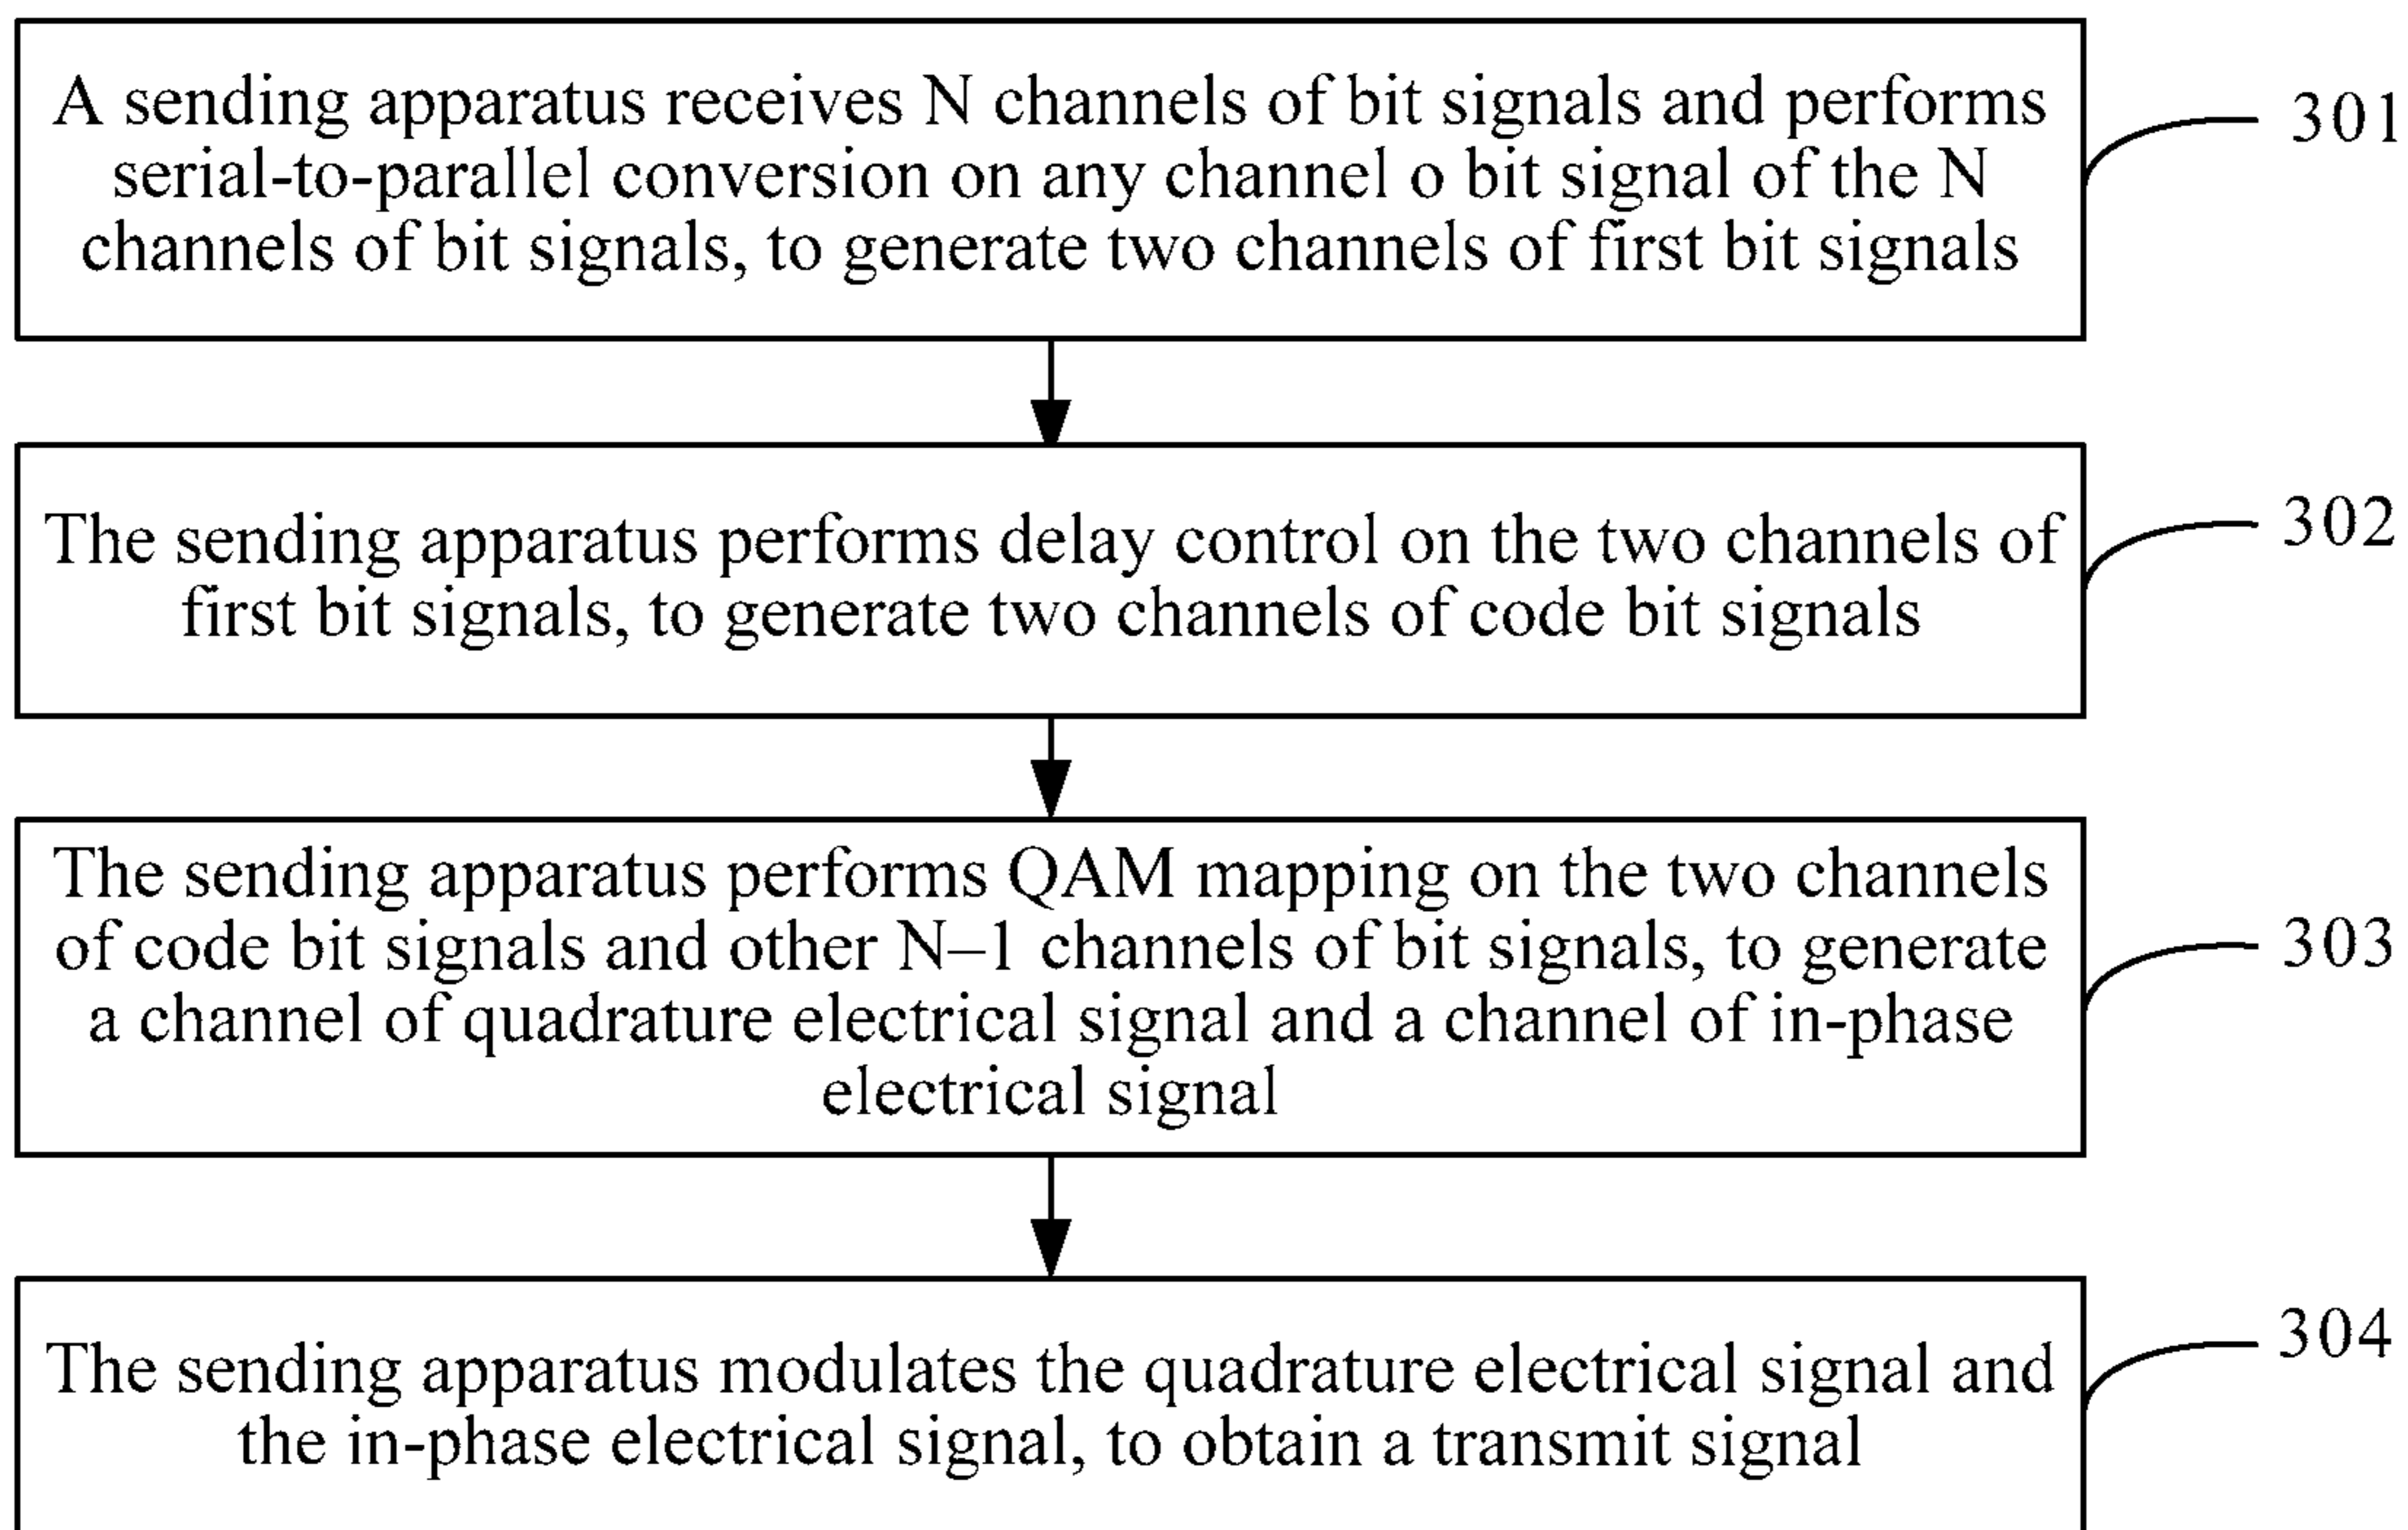 A sending apparatus receives N channels of bit signals and performs
serial-to-parallel conversion on any channel o bit signal of the N
channels of bit signals, to generate two channels of first bit signals
301
The sending apparatus performs delay control on the two channels of
first bit signals, to generate two channels of code bit signals
302
The sending apparatus performs QAM mapping on the two channels
of code bit signals and other N–1 channels of bit signals, to generate
a channel of quadrature electrical signal and a channel of in-phase
electrical signal
303
The sending apparatus modulates the quadrature electrical signal and
the in-phase electrical signal, to obtain a transmit signal
304